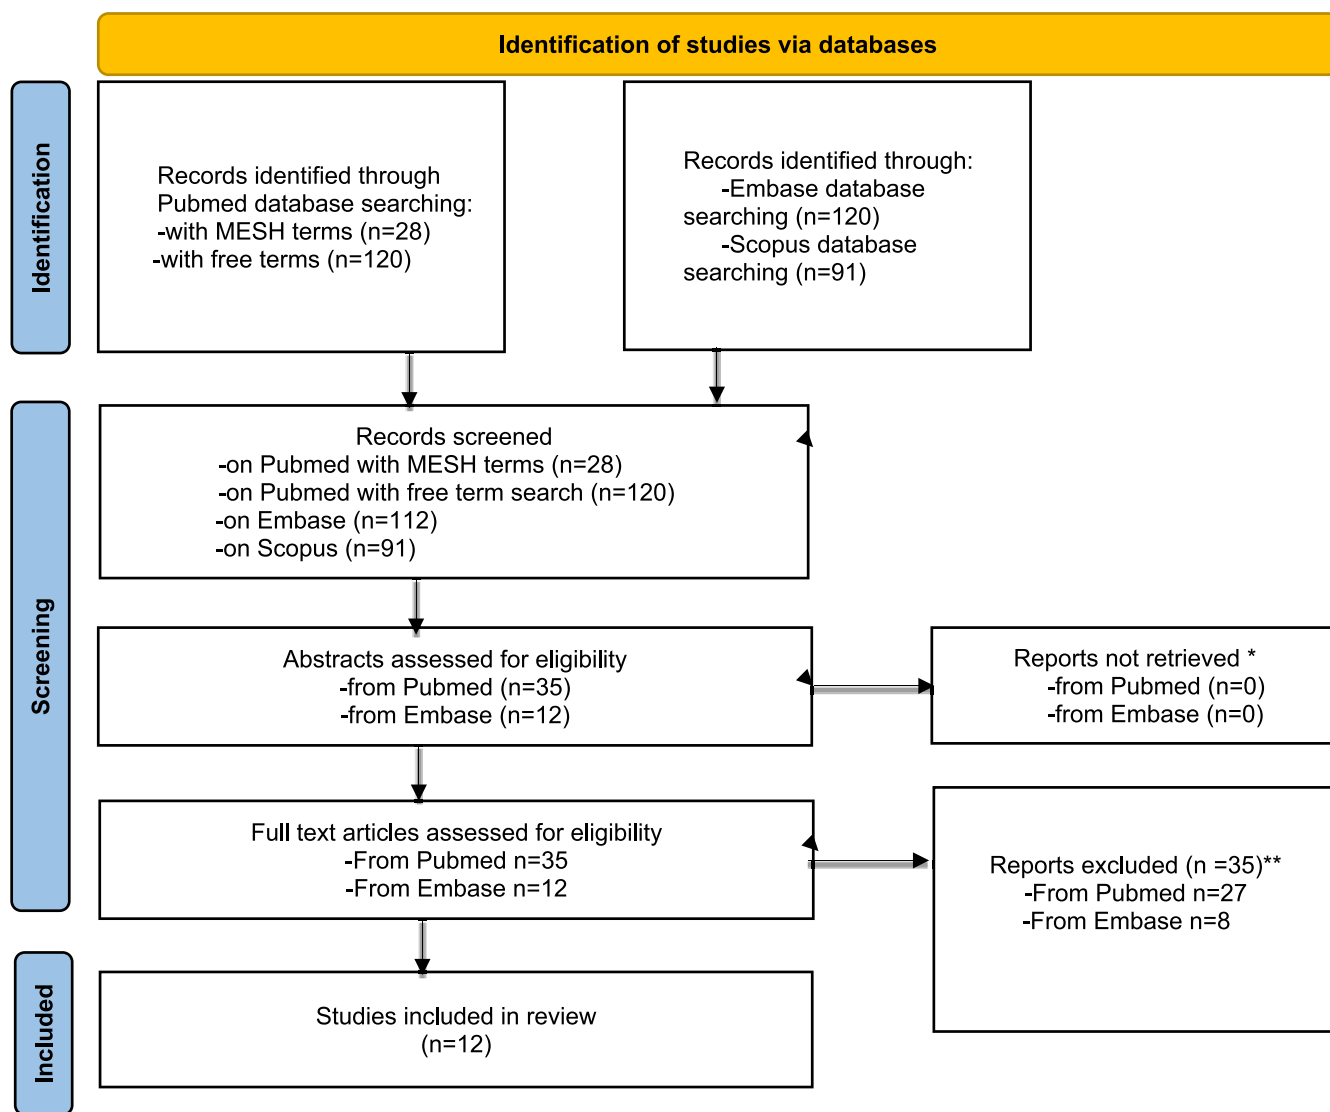 Identification of studies via databases
Identification
Records identified through
Pubmed database searching:
-with MESH terms (n=28)
-with free terms (n=120)
Records identified through:
-Embase database
searching (n=120)
-Scopus database
searching (n=91)
Screening
Records screened
-on Pubmed with MESH terms (n=28)
-on Pubmed with free term search (n=120)
-on Embase (n=112)
-on Scopus (n=91)
Abstracts assessed for eligibility
-from Pubmed (n=35)
-from Embase (n=12)
Reports not retrieved *
-from Pubmed (n=0)
-from Embase (n=0)
Full text articles assessed for eligibility
-From Pubmed n=35
-From Embase n=12
Reports excluded (n =35)**
-From Pubmed n=27
-From Embase n=8
Included
Studies included in review
(n=12)